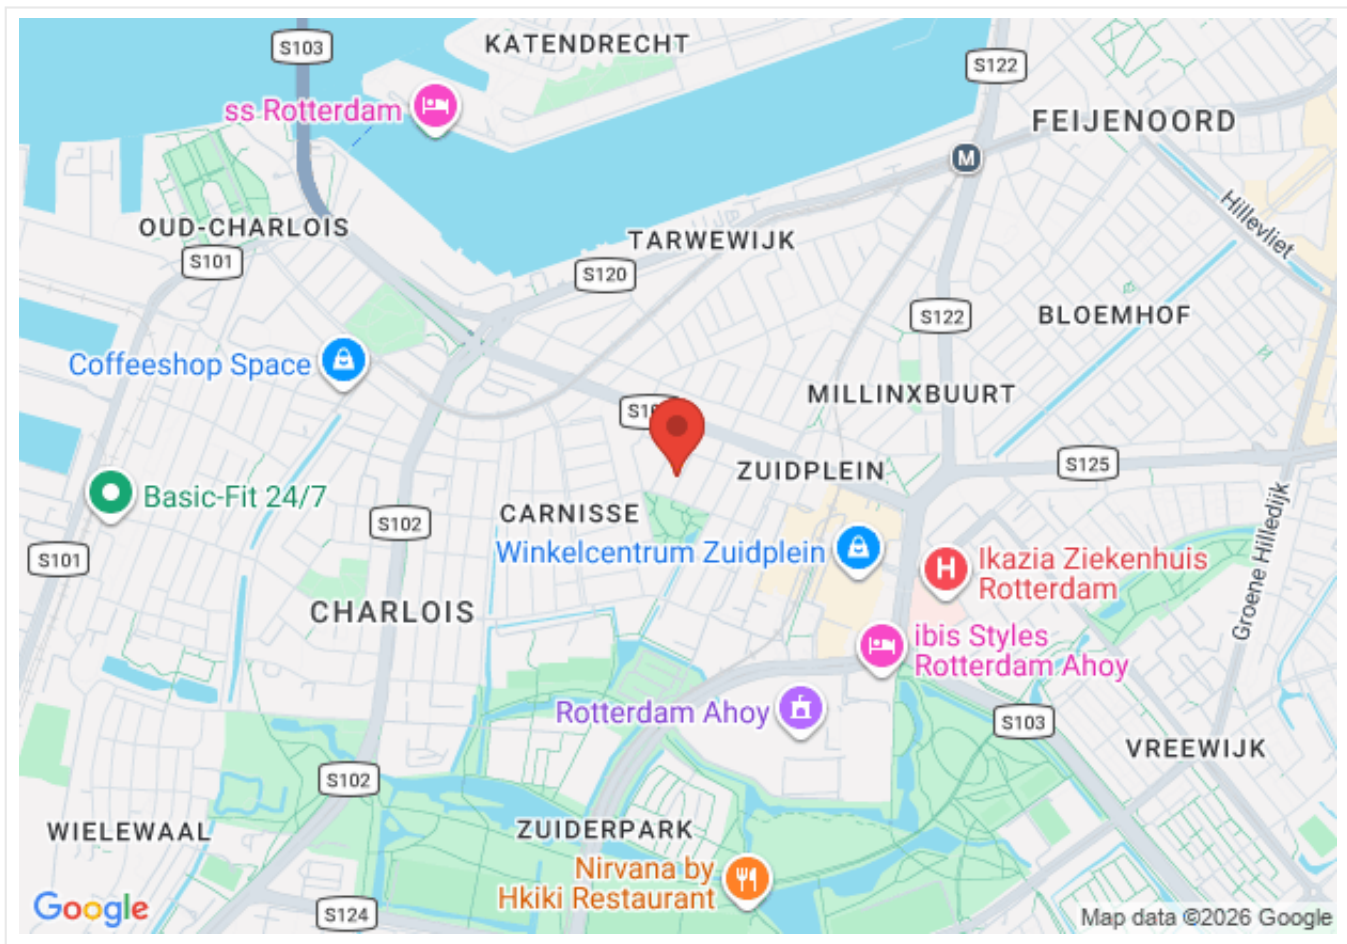 KATENDRECHT
S103
S122
ss Rotterdam
FEIJENOORD
M
Hillevliet
OUD-CHARLOIS
TARWEWIJK
S101
S120
S122
BLOEMHOF
Coffeeshop Space
MILLINXBUURT
S10
ZUIDPLEIN
S125
Basic-Fit 24/7
CARNISSE
S102
Groene Hilledijk
S101
Winkelcentrum Zuidplein
H
Ikazia Ziekenhuis
Rotterdam
CHARLOIS
ibis Styles
Rotterdam Ahoy
Rotterdam Ahoy
S103
VREEWIJK
S102
WIELEWAAL
ZUIDERPARK
Nirvana by
Hkiki Restaurant
Google
S124
Map data ©2026 Google